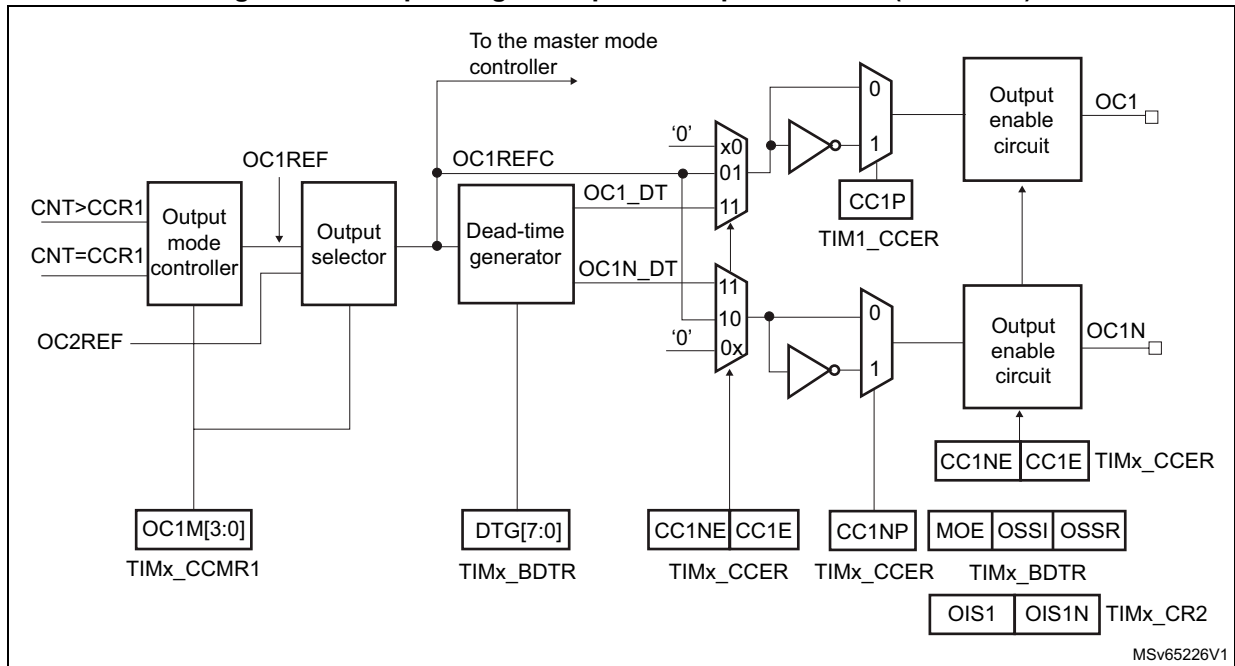 To the master mode
controller
OC1REF
OC1REFC
'0'
x0
01
11
0
1
Output
enable
circuit
OC1
CNT>CCR1
CNT=CCR1
Output
mode
controller
Output
selector
Dead-time
generator
OC1_DT
OC1N_DT
CC1P
TIM1_CCER
OC2REF
11
10
'0'
0x
0
1
Output
enable
circuit
OC1N
CC1NE CC1E TIMx_CCER
OC1M[3:0]
TIMx_CCMR1
DTG[7:0]
TIMx_BDTR
CC1NE CC1E
TIMx_CCER
CC1NP
TIMx_CCER
MOE OSSI OSSR
TIMx_BDTR
OIS1 OIS1N TIMx_CR2
MSv65226V1